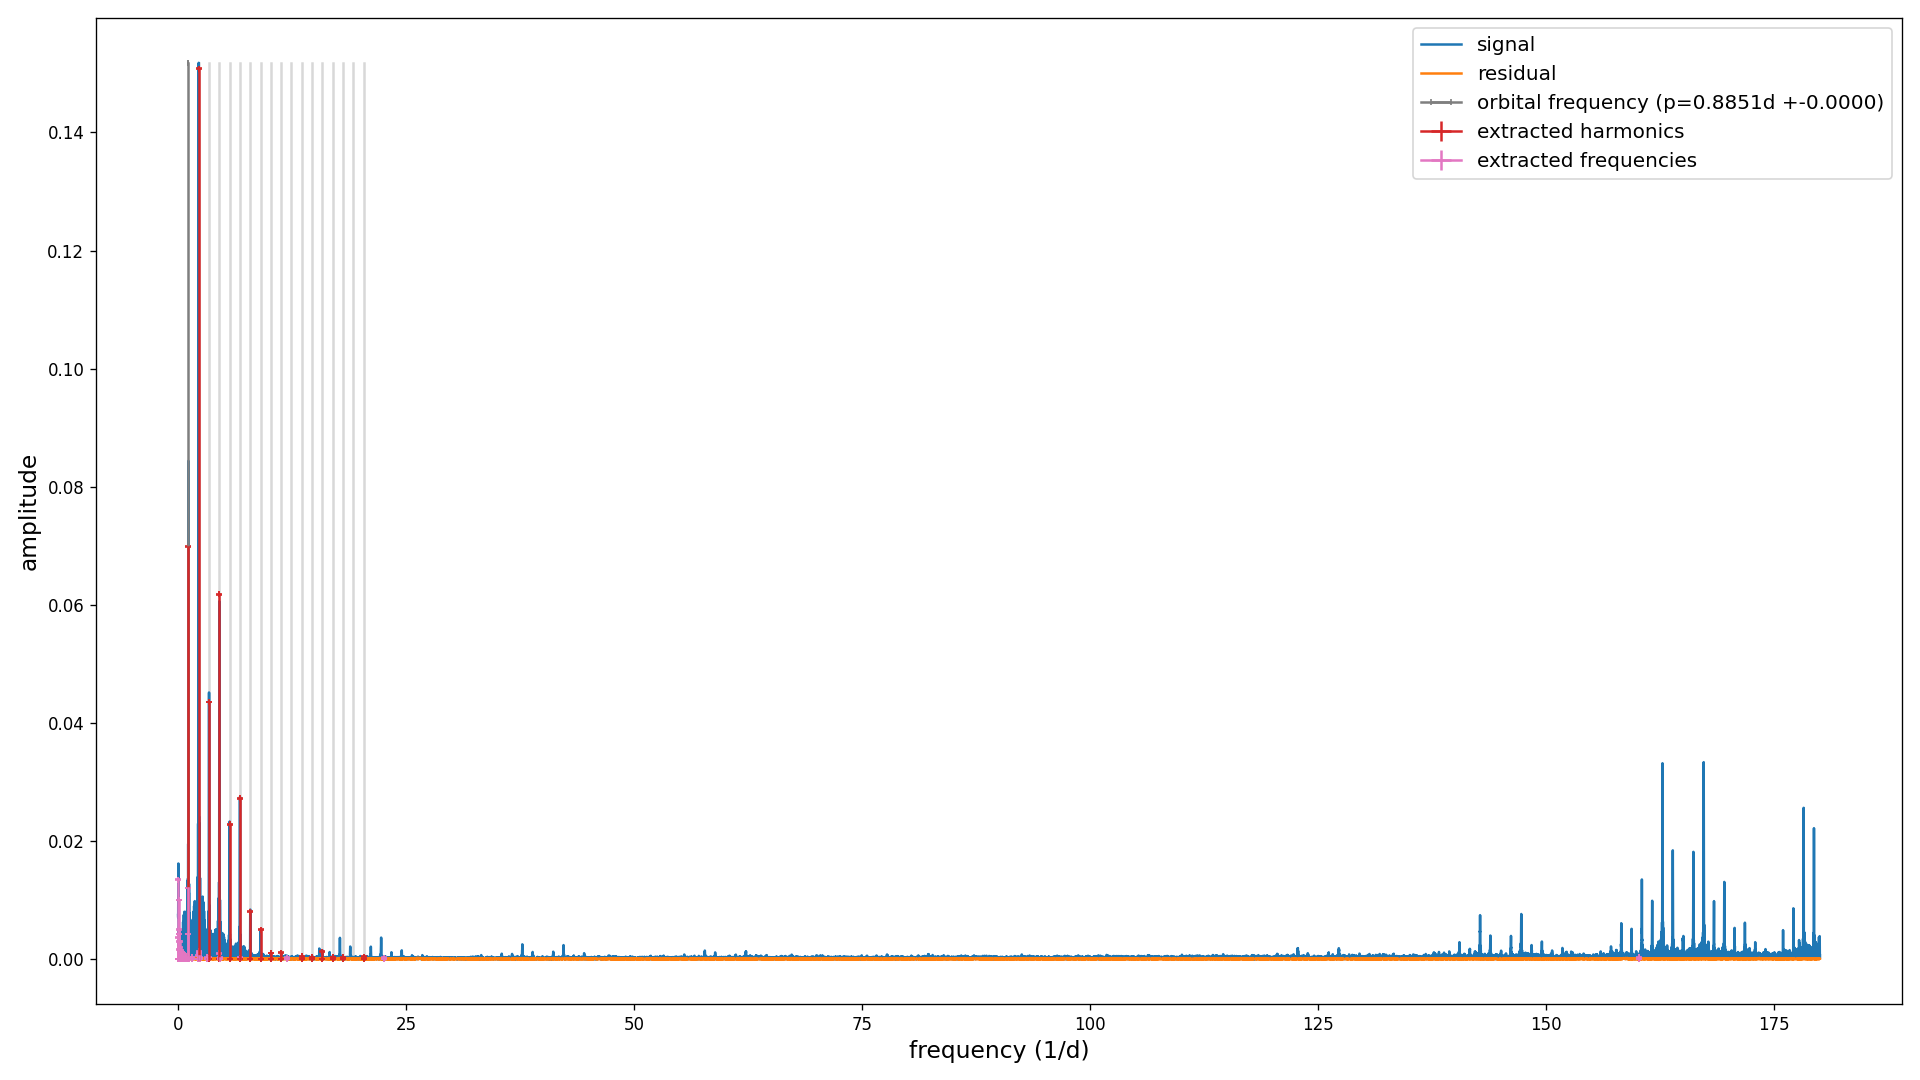 signal
residual
orbital frequency (p=0.8851d +-0.0000)
extracted harmonics
extracted frequencies
amplitude
0.14
0.12
0.10
0.08
0.06
0.04
0.02
0.00
0 25 50 75 100 125 150 175
frequency (1/d)